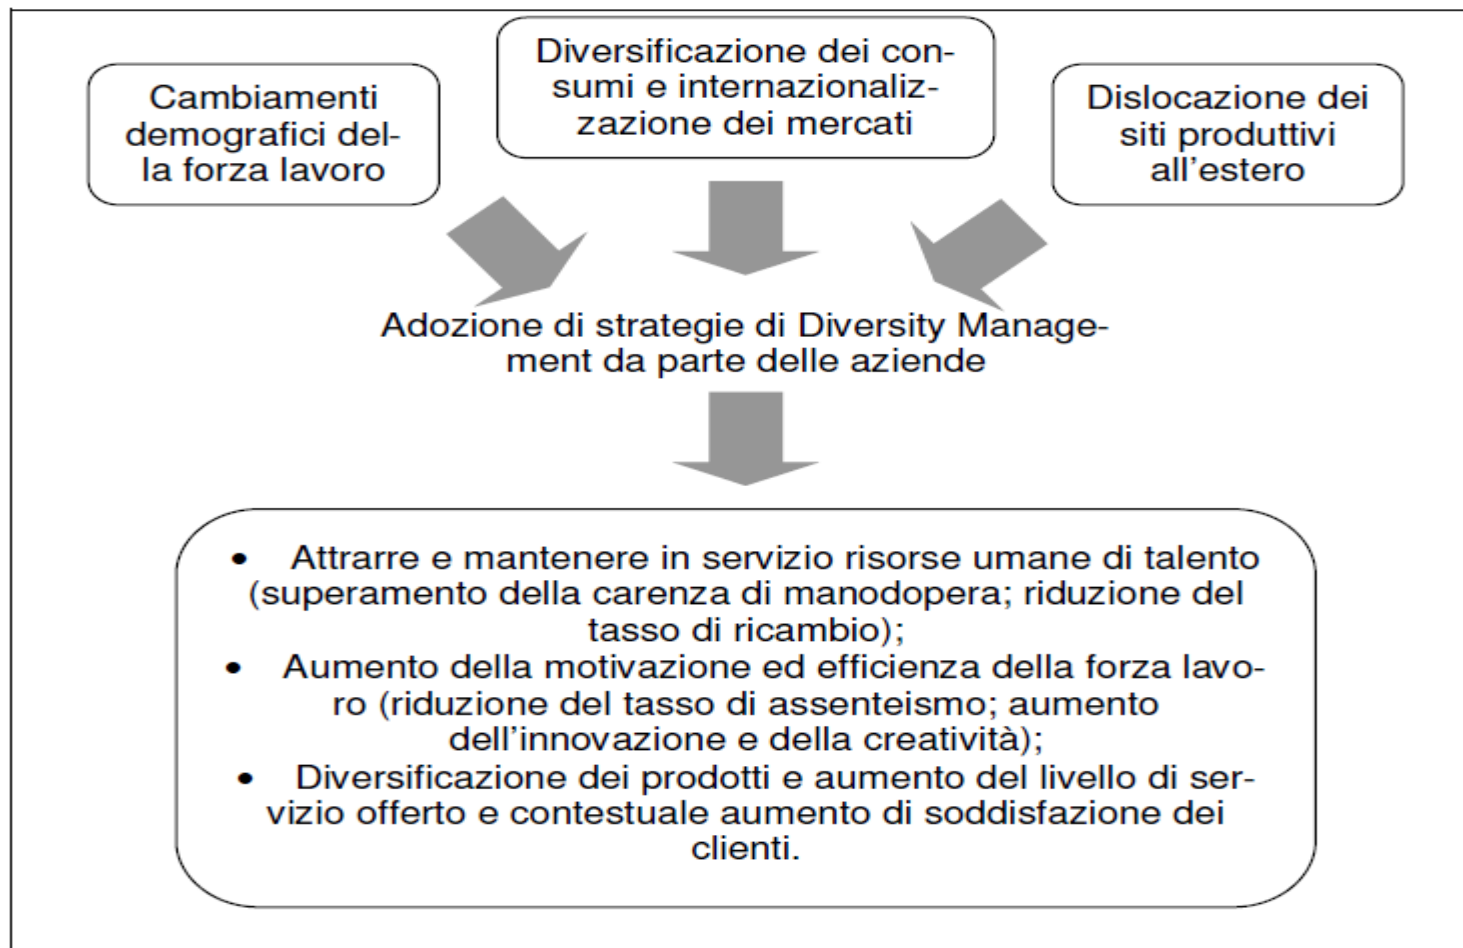 Cambiamenti
demografici del-
la forza lavoro
Diversificazione dei con-
sumi e internazionaliz-
zazione dei mercati
Dislocazione dei
siti produttivi
all'estero
Adozione di strategie di Diversity Manage-
ment da parte delle aziende
• Attrarre e mantenere in servizio risorse umane di talento
(superamento della carenza di manodopera; riduzione del
tasso di ricambio);
• Aumento della motivazione ed efficienza della forza lavo-
ro (riduzione del tasso di assenteismo; aumento
dell'innovazione e della creatività);
• Diversificazione dei prodotti e aumento del livello di ser-
vizio offerto e contestuale aumento di soddisfazione dei
clienti.